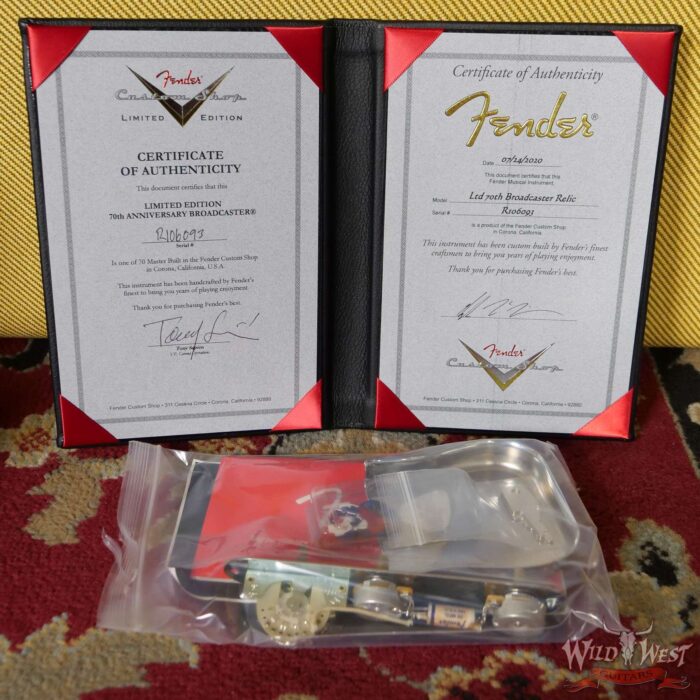 Fender
Custom Shop
LIMITED EDITION
CERTIFICATE
OF AUTHENTICITY
This document certifies that this
LIMITED EDITION
70th ANNIVERSARY BROADCASTER®
R106093
Serial #
Is one of 70 Master Built in the Fender Custom Shop
in Corona, California, U.S.A.
This instrument has been handcrafted by Fender's
finest to bring you years of playing enjoyment
Thank you for purchasing Fender's best.
Fender Custom Shop • 311 Cessna Circle • Corona, California • 92880
Certificate of Authenticity
Fender®
Date 07/24/2020
This document certifies that this
Fender Musical Instrument.
Model Ltd 70th Broadcaster Relic
Serial # R106093
is a product of the Fender Custom Shop
in Corona, California
This instrument has been custom built by Fender's finest
craftsmen to bring you years of playing enjoyment.
Thank you for purchasing Fender's best.
Fender
Custom Shop
Fender Custom Shop • 311 Cessna Circle • Corona, California • 92880
WILD WEST
GUITARS